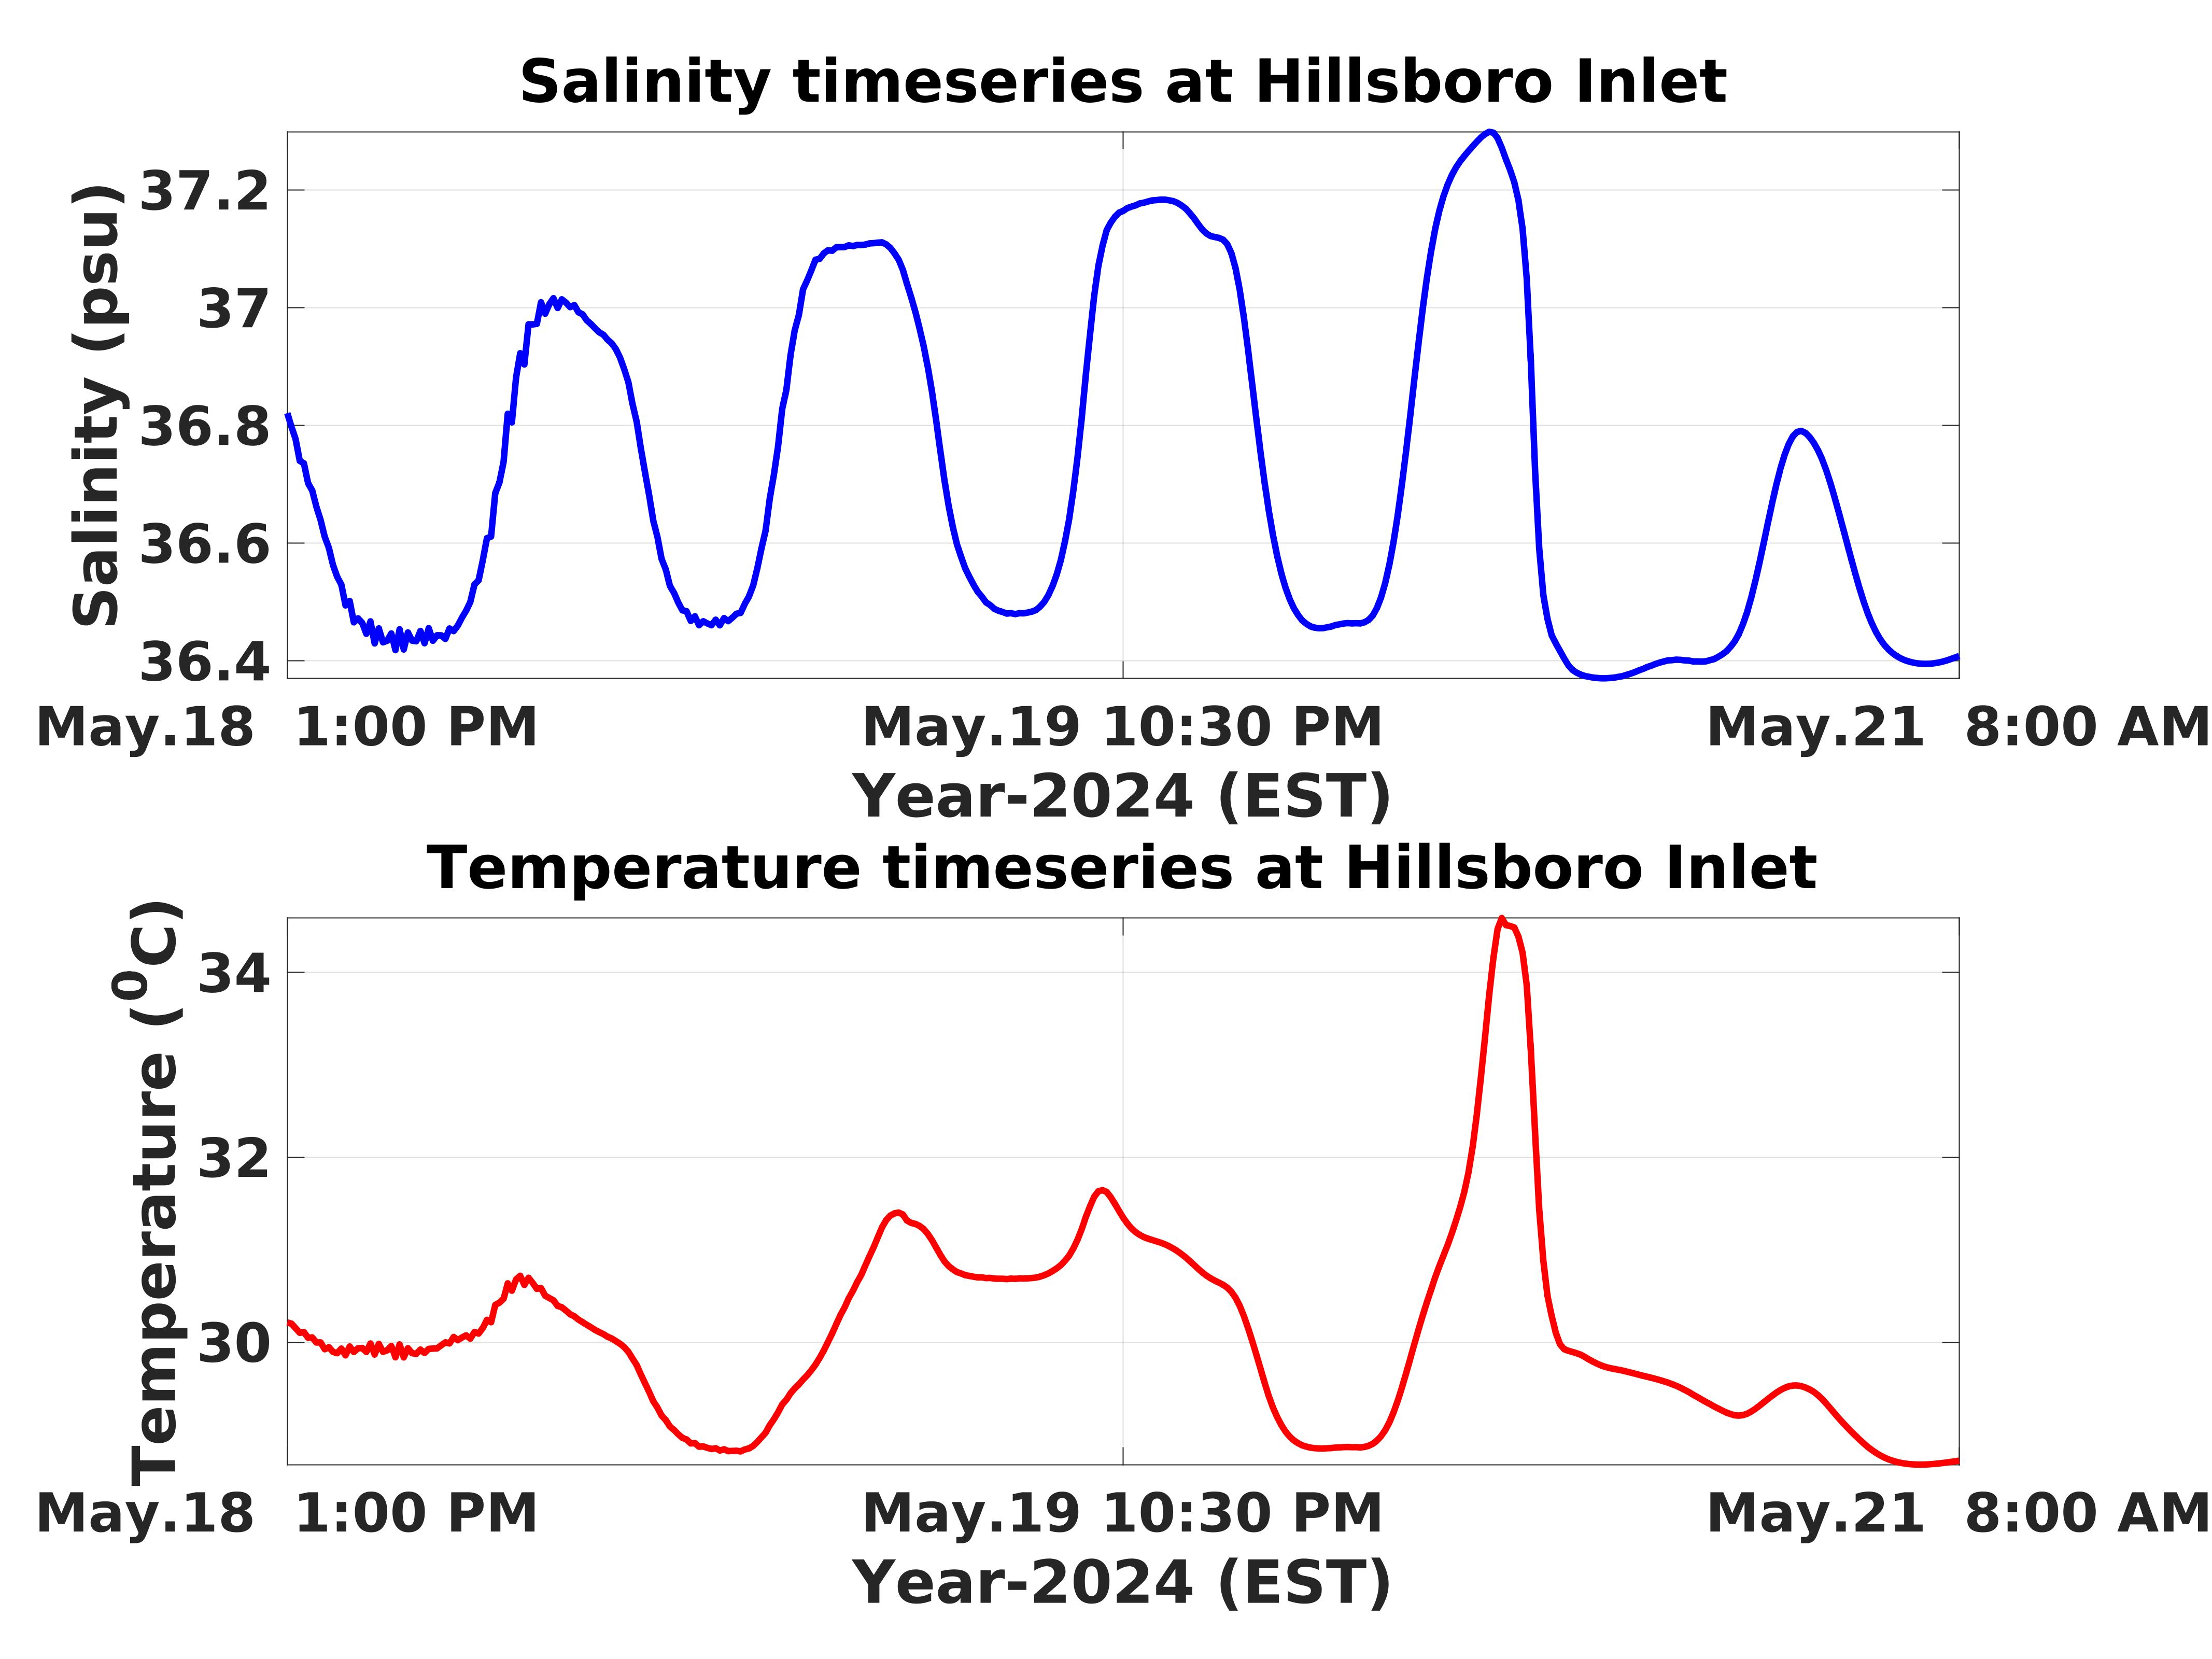 Salinity timeseries at Hillsboro Inlet
Salinity (psu)
37.2
37
36.8
36.6
36.4
May.18 1:00 PM May.19 10:30 PM May.21 8:00 AM
Year-2024 (EST)
Temperature timeseries at Hillsboro Inlet
Temperature (⁰C)
34
32
30
May.18 1:00 PM May.19 10:30 PM May.21 8:00 AM
Year-2024 (EST)